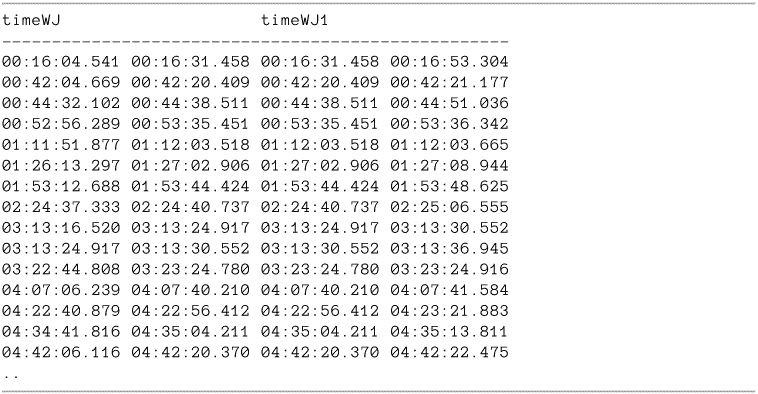 timeWJ                    timeWJ1
---------------------------------------------------
00:16:04.541 00:16:31.458 00:16:31.458 00:16:53.304
00:42:04.669 00:42:20.409 00:42:20.409 00:42:21.177
00:44:32.102 00:44:38.511 00:44:38.511 00:44:51.036
00:52:56.289 00:53:35.451 00:53:35.451 00:53:36.342
01:11:51.877 01:12:03.518 01:12:03.518 01:12:03.665
01:26:13.297 01:27:02.906 01:27:02.906 01:27:08.944
01:53:12.688 01:53:44.424 01:53:44.424 01:53:48.625
02:24:37.333 02:24:40.737 02:24:40.737 02:25:06.555
03:13:16.520 03:13:24.917 03:13:24.917 03:13:30.552
03:13:24.917 03:13:30.552 03:13:30.552 03:13:36.945
03:22:44.808 03:23:24.780 03:23:24.780 03:23:24.916
04:07:06.239 04:07:40.210 04:07:40.210 04:07:41.584
04:22:40.879 04:22:56.412 04:22:56.412 04:23:21.883
04:34:41.816 04:35:04.211 04:35:04.211 04:35:13.811
04:42:06.116 04:42:20.370 04:42:20.370 04:42:22.475
..